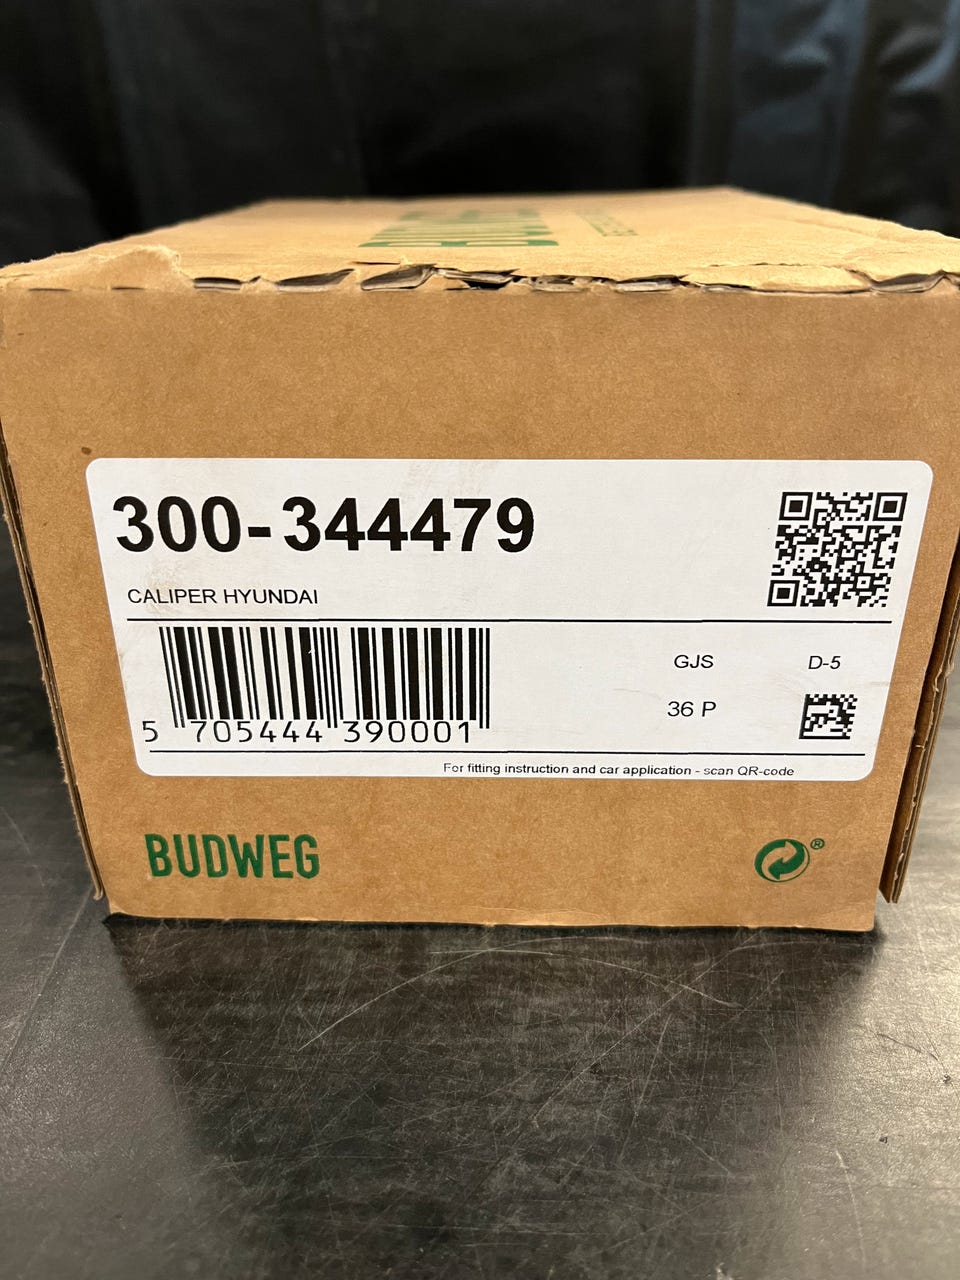 300-344479
CALIPER HYUNDAI
GJS D-5
36 P
5 705444 390001
For fitting instruction and car application - scan QR-code
BUDWEG
®